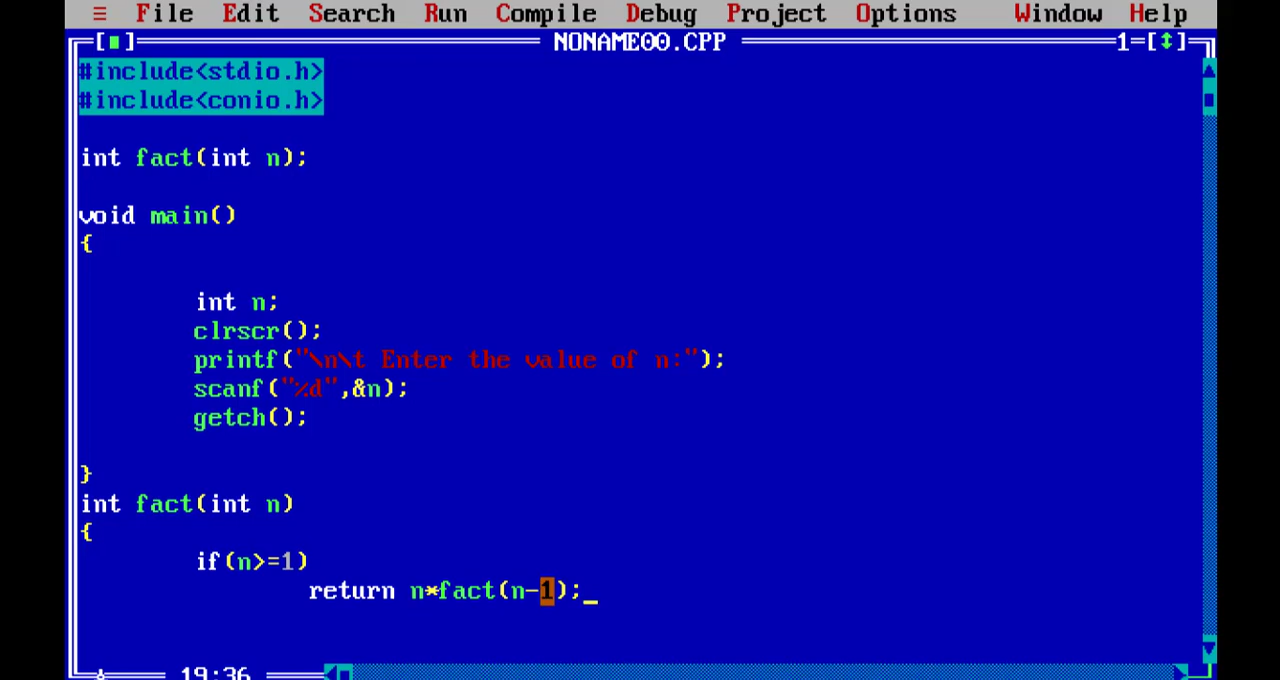 ≡ File Edit Search Run Compile Debug Project Options Window Help
[■] NONAME00.CPP 1=[↕]
#include<stdio.h>
#include<conio.h>
int fact(int n);
void main()
{
int n;
clrscr();
printf("\n\t Enter the value of n:");
scanf("%d",&n);
getch();
}
int fact(int n)
{
if(n>=1)
return n*fact(n-1);_
19:36